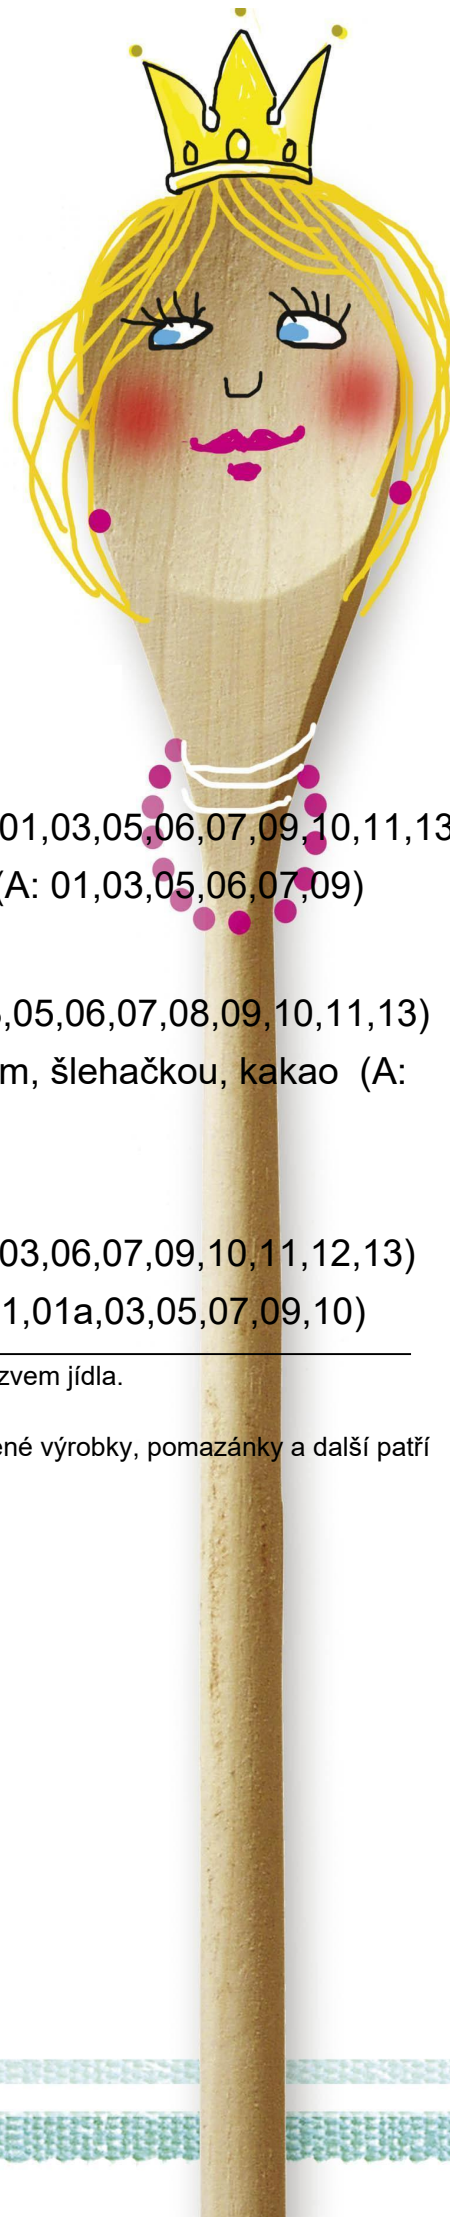 01,03,05,06,07,09,10,11,13
(A: 01,03,05,06,07,09)
,05,06,07,08,09,10,11,13)
m, šlehačkou, kakao (A:
03,06,07,09,10,11,12,13)
1,01a,03,05,07,09,10)
zvem jídla.
ené výrobky, pomazánky a další patří